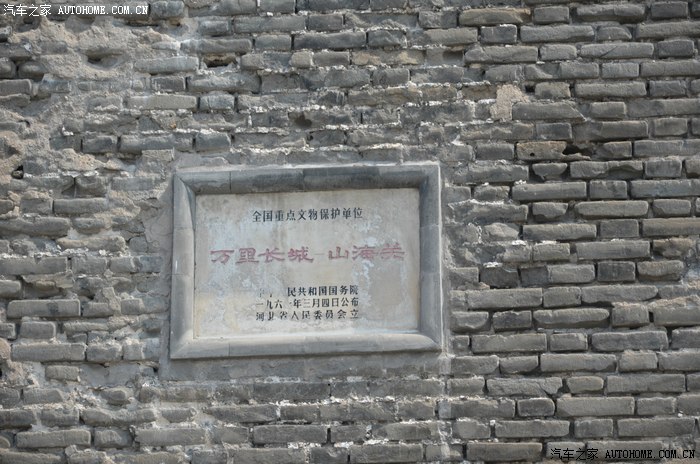 汽车之家 AUTOHOME.COM.CN
全国重点文物保护单位
万里长城—山海关
民共和国国务院
一九六一年三月四日公布
河北省人民委员会立
汽车之家 AUTOHOME.COM.CN